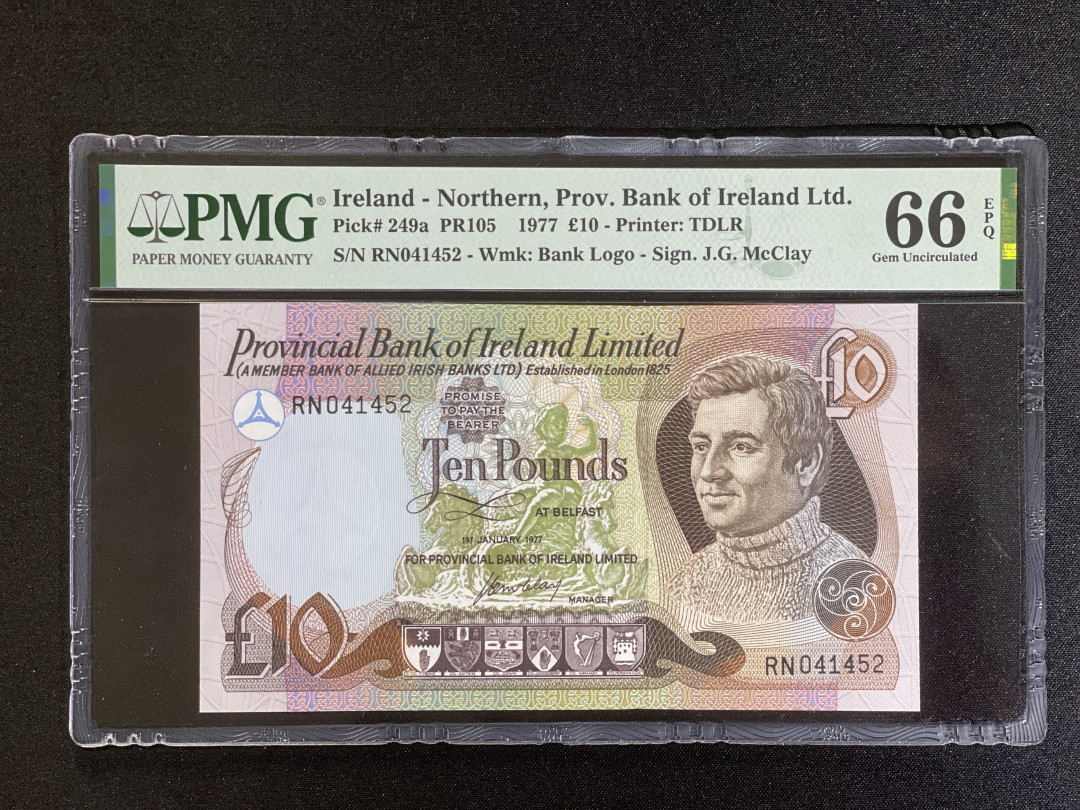 PMG®
PAPER MONEY GUARANTY
Ireland - Northern, Prov. Bank of Ireland Ltd.
Pick# 249a PR105 1977 £10 - Printer: TDLR
S/N RN041452 - Wmk: Bank Logo - Sign. J.G. McClay
66
EPQ
Gem Uncirculated
Provincial Bank of Ireland Limited
(A MEMBER BANK OF ALLIED IRISH BANKS LTD.) Established in London 1825
£10
RN041452
PROMISE
TO PAY THE
BEARER
Ten Pounds
AT BELFAST
1ST JANUARY 1977
FOR PROVINCIAL BANK OF IRELAND LIMITED
MANAGER
£10
RN041452